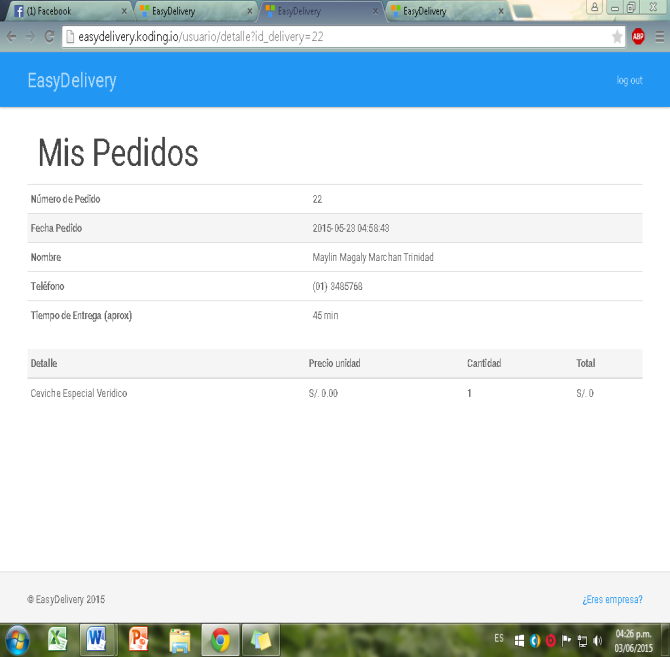 (1) Facebook EasyDelivery EasyDelivery EasyDelivery
easydelivery.koding.io/usuario/detalle?id_delivery=22 ABP
EasyDelivery log out
Mis Pedidos
Número de Pedido 22
Fecha Pedido 2015-05-23 04:58:43
Nombre Maylin Magaly Marchan Trinidad
Teléfono (01) 3485768
Tiempo de Entrega (aprox) 45 min
Detalle Precio unidad Cantidad Total
Ceviche Especial Veridico S/. 0.00 1 S/. 0
© EasyDelivery 2015 ¿Eres empresa?
ES 04:26 p.m.
03/06/2015